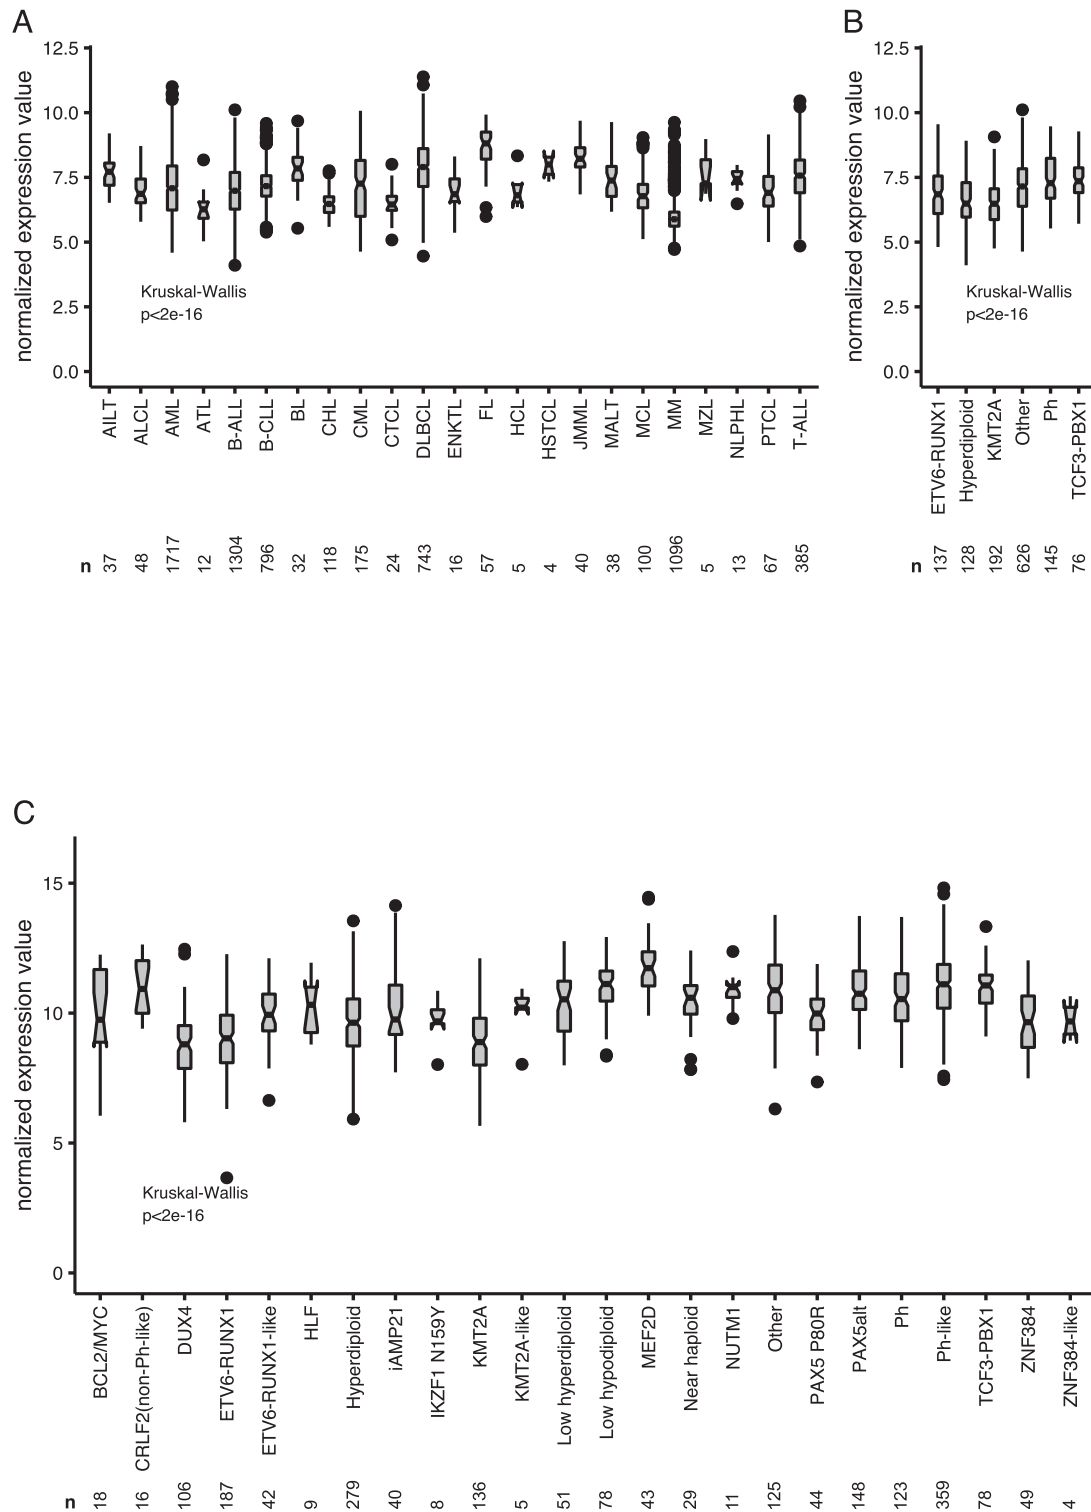 A
normalized expression value
12.5
10.0
7.5
5.0
2.5
0.0
Kruskal-Wallis
p<2e-16
AILT
ALCL
AML
ATL
B-ALL
B-CLL
BL
CHL
CML
CTCL
DLBCL
ENKTL
FL
HCL
HSTCL
JMML
MALT
MCL
MM
MZL
NLPHL
PTCL
T-ALL
n
37
48
1717
12
1304
796
32
118
175
24
743
16
57
5
4
40
38
100
1096
5
13
67
385
B
normalized expression value
12.5
10.0
7.5
5.0
2.5
0.0
Kruskal-Wallis
p<2e-16
ETV6-RUNX1
Hyperdiploid
KMT2A
Other
Ph
TCF3-PBX1
n
137
128
192
626
145
76
C
normalized expression value
15
10
5
0
Kruskal-Wallis
p<2e-16
BCL2/MYC
CRLF2(non-Ph-like)
DUX4
ETV6-RUNX1
ETV6-RUNX1-like
HLF
Hyperdiploid
iAMP21
IKZF1 N159Y
KMT2A
KMT2A-like
Low hyperdiploid
Low hypodiploid
MEF2D
Near haploid
NUTM1
Other
PAX5 P80R
PAX5alt
Ph
Ph-like
TCF3-PBX1
ZNF384
ZNF384-like
n
18
16
106
187
42
9
279
40
8
136
5
51
78
43
29
11
125
44
148
123
359
78
49
4